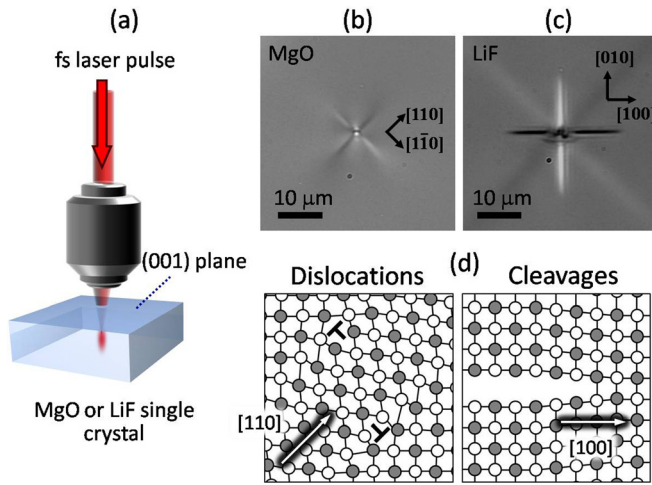 (a)
fs laser pulse
(001) plane
MgO or LiF single
crystal
(b)
MgO
[110]
[11̄0]
10 μm
(c)
LiF
[010]
[100]
10 μm
(d)
Dislocations
[110]
Cleavages
[100]